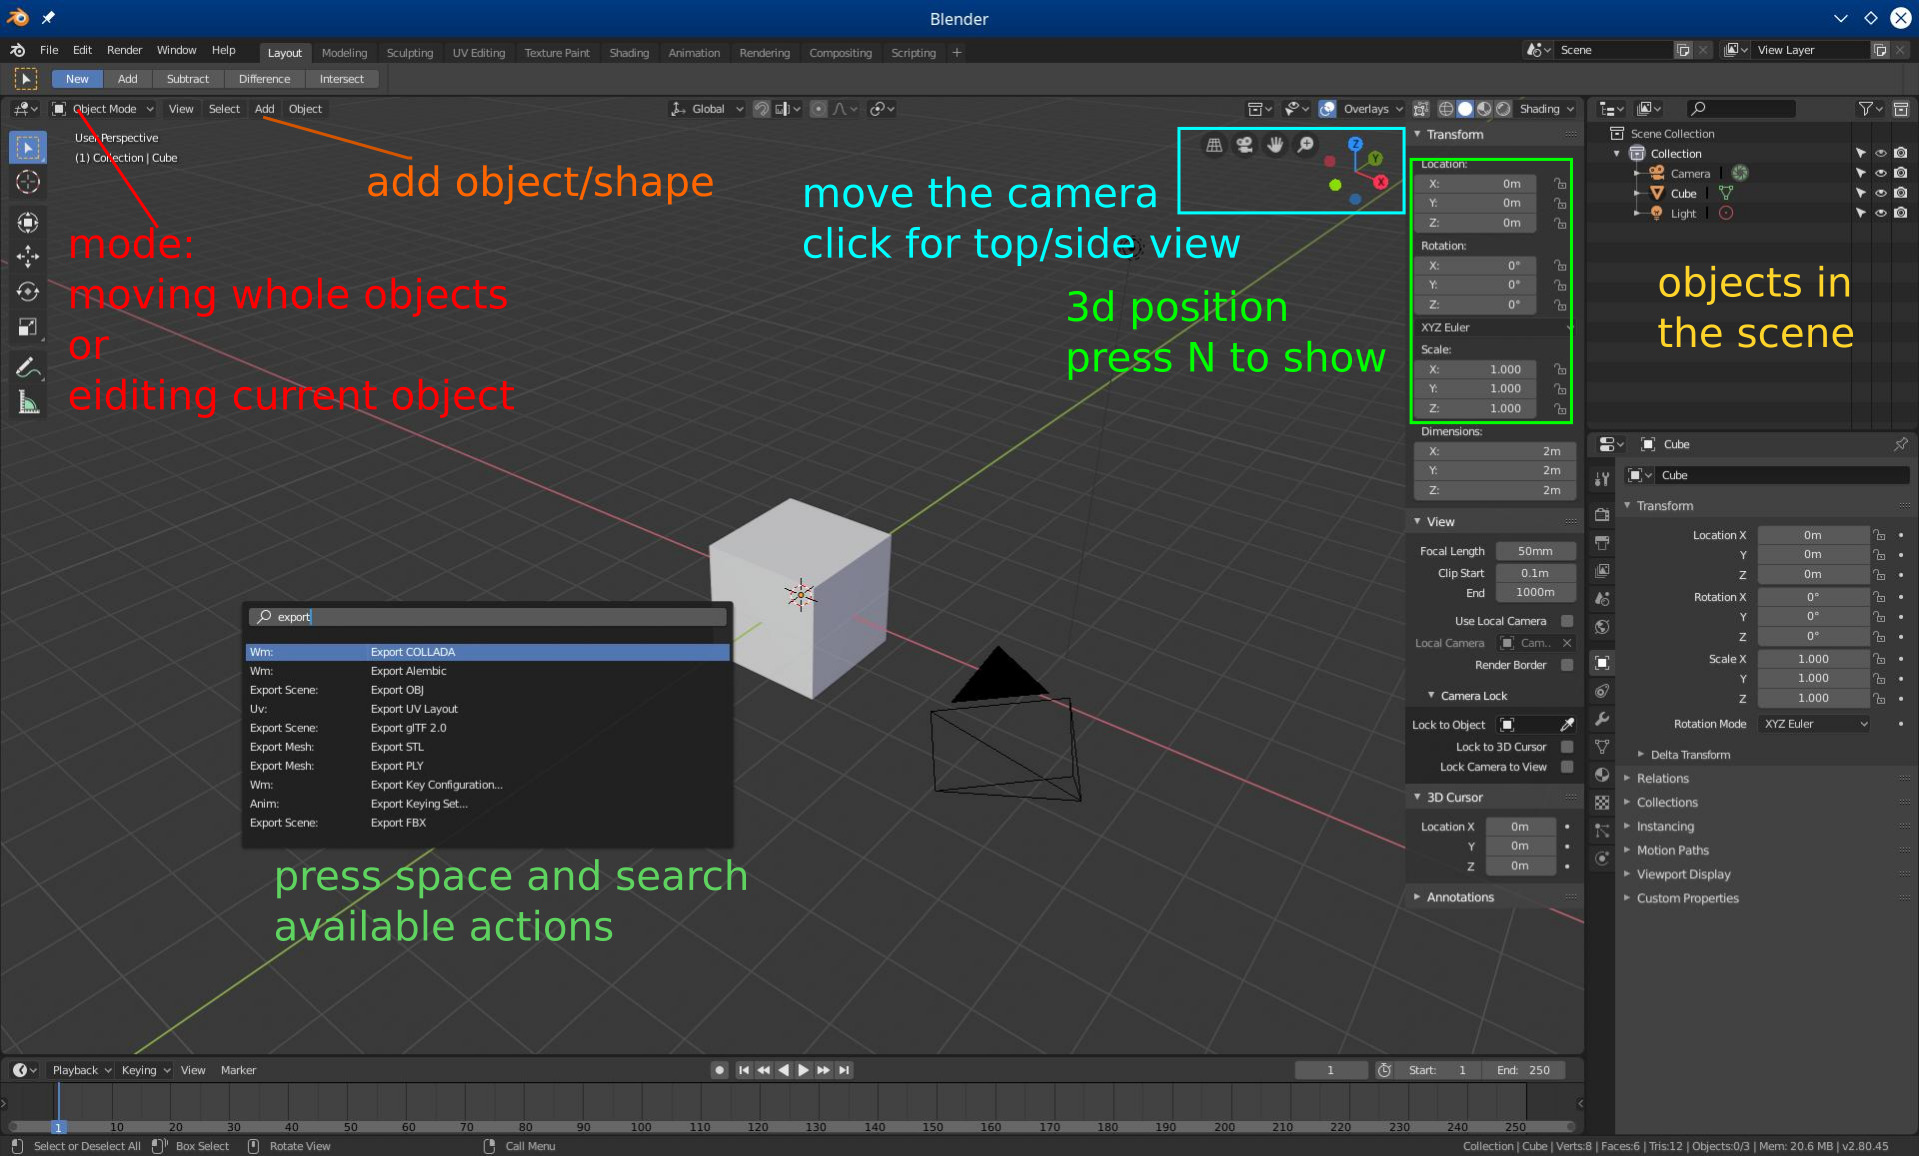 Blender
File Edit Render Window Help Layout Modeling Sculpting UV Editing Texture Paint Shading Animation Rendering Compositing Scripting + Scene View Layer
New Add Subtract Difference Intersect
Object Mode View Select Add Object Global Overlays Shading
User Perspective
(1) Collection | Cube
add object/shape
mode:
moving whole objects
or
eiditing current object
move the camera
click for top/side view
Z
Y
X
3d position
press N to show
Transform
Location:
X: 0m
Y: 0m
Z: 0m
Rotation:
X: 0°
Y: 0°
Z: 0°
XYZ Euler
Scale:
X: 1.000
Y: 1.000
Z: 1.000
Dimensions:
X: 2m
Y: 2m
Z: 2m
View
Focal Length 50mm
Clip Start 0.1m
End 1000m
Use Local Camera
Local Camera Cam..
Render Border
Camera Lock
Lock to Object
Lock to 3D Cursor
Lock Camera to View
3D Cursor
Location X 0m
Y 0m
Z 0m
Annotations
Scene Collection
Collection
Camera
Cube
Light
objects in
the scene
Cube
Cube
Transform
Location X 0m
Y 0m
Z 0m
Rotation X 0°
Y 0°
Z 0°
Scale X 1.000
Y 1.000
Z 1.000
Rotation Mode XYZ Euler
Delta Transform
Relations
Collections
Instancing
Motion Paths
Viewport Display
Custom Properties
export
Wm: Export COLLADA
Wm: Export Alembic
Export Scene: Export OBJ
Uv: Export UV Layout
Export Scene: Export glTF 2.0
Export Mesh: Export STL
Export Mesh: Export PLY
Wm: Export Key Configuration...
Anim: Export Keying Set...
Export Scene: Export FBX
press space and search
available actions
Playback Keying View Marker 1 Start: 1 End: 250
1 10 20 30 40 50 60 70 80 90 100 110 120 130 140 150 160 170 180 190 200 210 220 230 240 250
Select or Deselect All Box Select Rotate View Call Menu Collection | Cube | Verts:8 | Faces:6 | Tris:12 | Objects:0/3 | Mem: 20.6 MB | v2.80.45